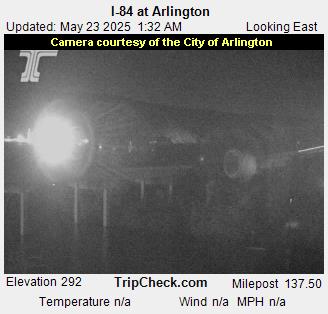 I-84 at Arlington
Updated: May 23 2025 1:32 AM Looking East
Camera courtesy of the City of Arlington
Elevation 292 TripCheck.com Milepost 137.50
Temperature n/a Wind n/a MPH n/a